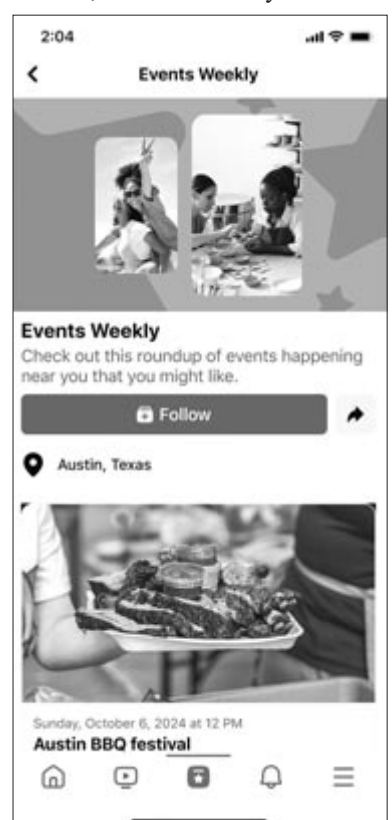 2:04
Events Weekly
Events Weekly
Check out this roundup of events happening
near you that you might like.
Follow
Austin, Texas
Sunday, October 6, 2024 at 12 PM
Austin BBQ festival